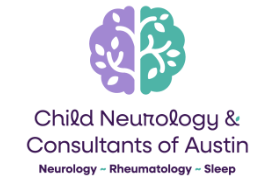 Child Neurology &
Consultants of Austin
Neurology ~ Rheumatology ~ Sleep